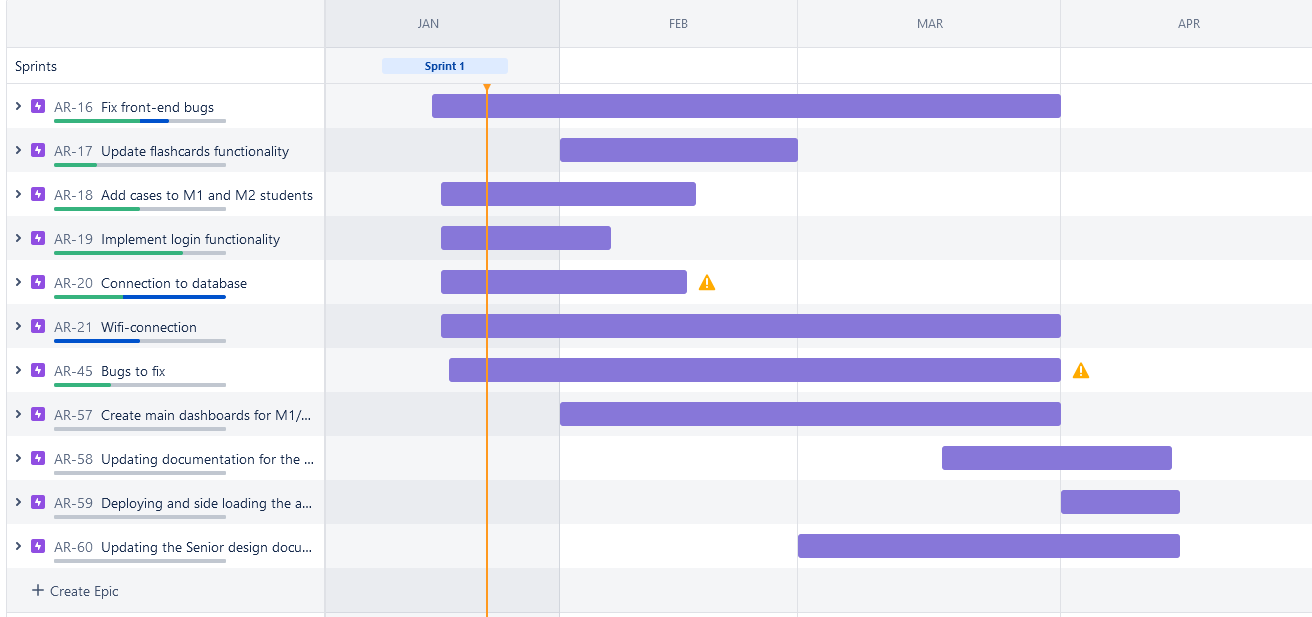 JAN FEB MAR APR
Sprints Sprint 1
AR-16 Fix front-end bugs
AR-17 Update flashcards functionality
AR-18 Add cases to M1 and M2 students
AR-19 Implement login functionality
AR-20 Connection to database
AR-21 Wifi-connection
AR-45 Bugs to fix
AR-57 Create main dashboards for M1/...
AR-58 Updating documentation for the ...
AR-59 Deploying and side loading the a...
AR-60 Updating the Senior design docu...
+ Create Epic